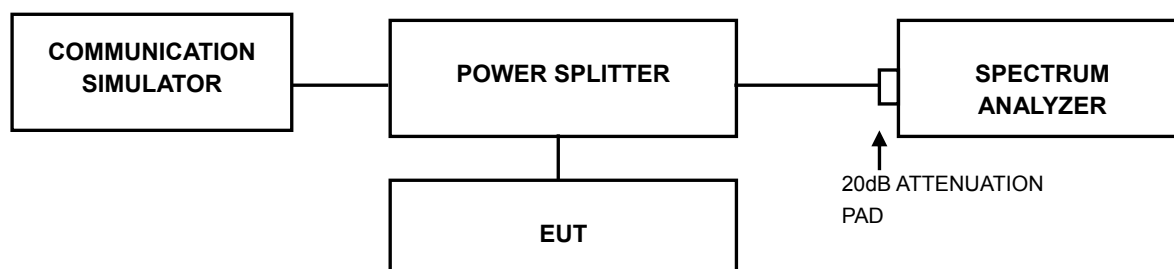 COMMUNICATION
SIMULATOR
POWER SPLITTER
SPECTRUM
ANALYZER
20dB ATTENUATION
PAD
EUT